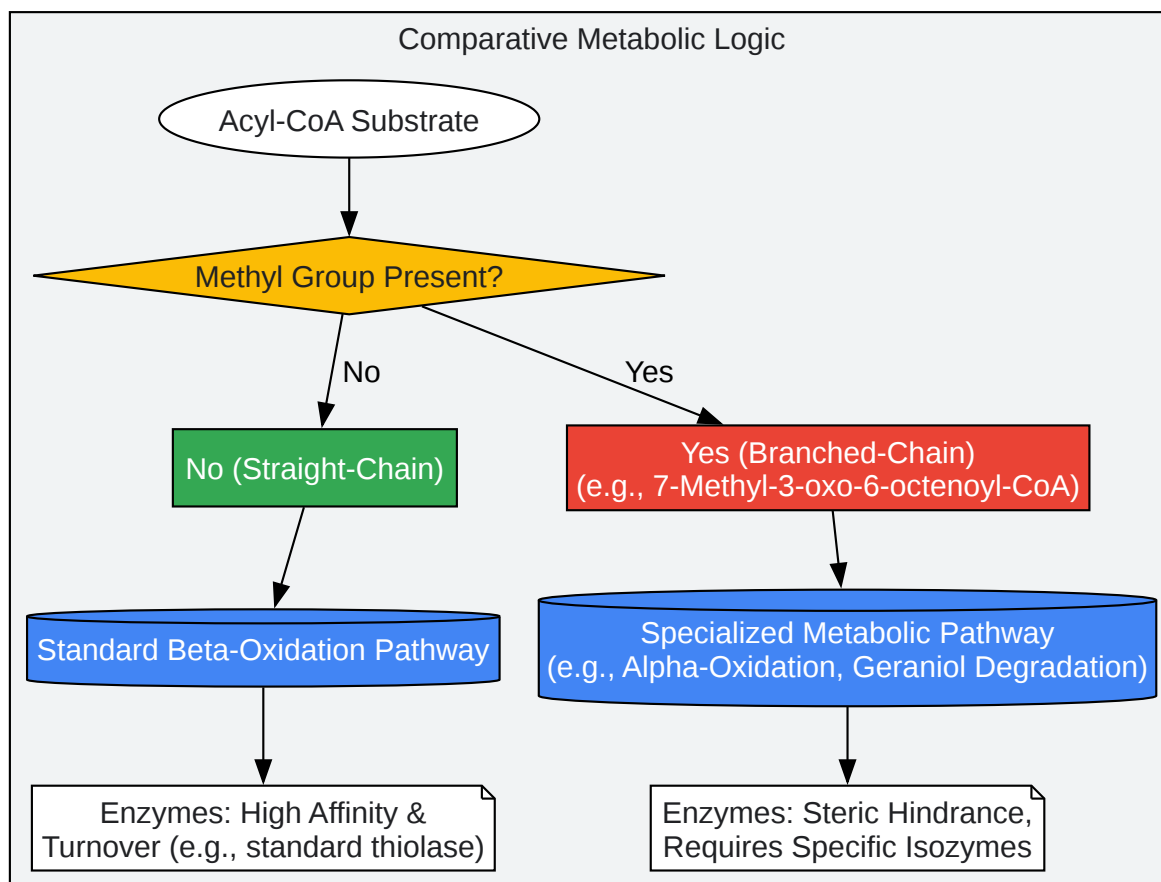 Comparative Metabolic Logic
Acyl-CoA Substrate
Methyl Group Present?
No
Yes
No (Straight-Chain)
Yes (Branched-Chain)
(e.g., 7-Methyl-3-oxo-6-octenoyl-CoA)
Standard Beta-Oxidation Pathway
Specialized Metabolic Pathway
(e.g., Alpha-Oxidation, Geraniol Degradation)
Enzymes: High Affinity &
Turnover (e.g., standard thiolase)
Enzymes: Steric Hindrance,
Requires Specific Isozymes